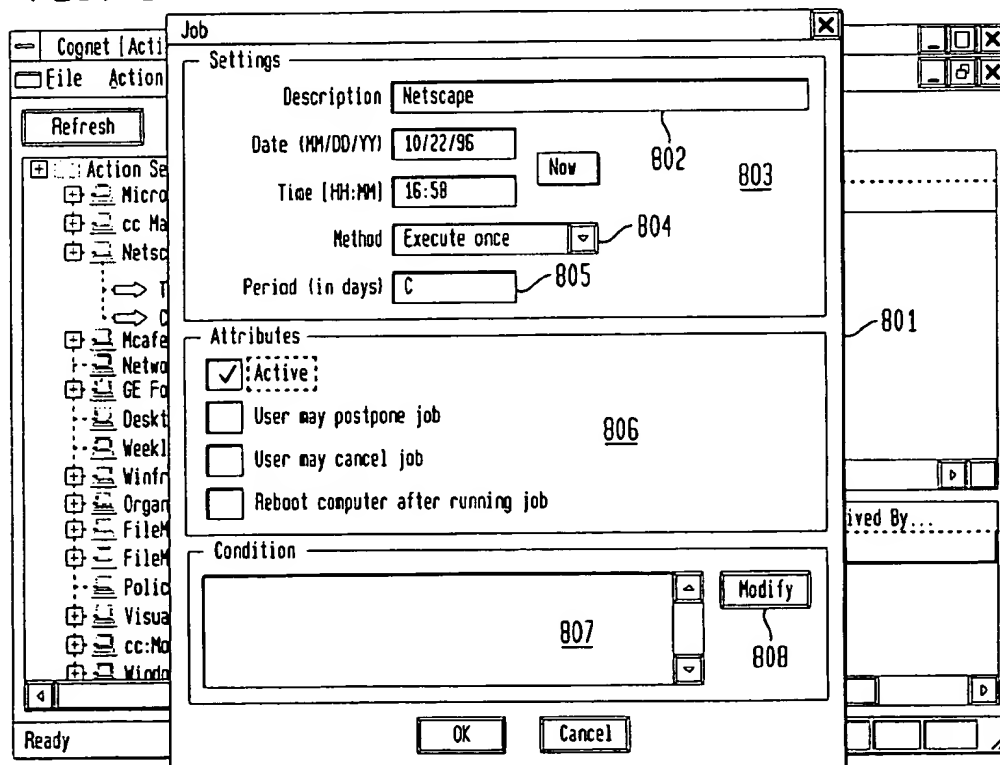 Job
Cognet [Acti
File Action
Refresh
Action Se
Micro
cc Ma
Netsc
T
C
Mcafe
Netwo
GE Fo
Deskt
Weekl
Winfr
Organ
FileM
FileM
Polic
Visua
cc:Mo
Windo
Ready
Settings
Description Netscape
802
Date (MM/DD/YY) 10/22/96
Now
803
Time [HH:MM] 16:58
Method Execute once
804
Period (in days) C
805
801
Attributes
Active
User may postpone job
806
User may cancel job
Reboot computer after running job
ived By...
Condition
Modify
807
808
OK Cancel